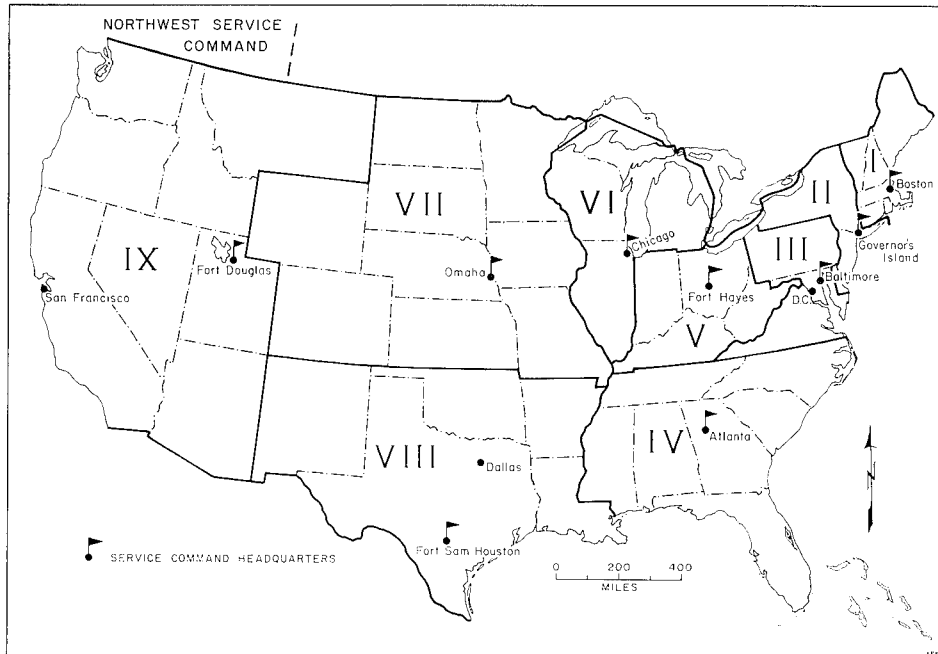 NORTHWEST SERVICE
COMMAND
I
Boston
II
VI
VII
Chicago
III
Governor's
Island
IX
Fort Douglas
Omaha
Baltimore
San Francisco
Fort Hayes
D.C.
V
IV
Atlanta
VIII
Dallas
N
Fort Sam Houston
SERVICE COMMAND HEADQUARTERS
0 200 400
MILES